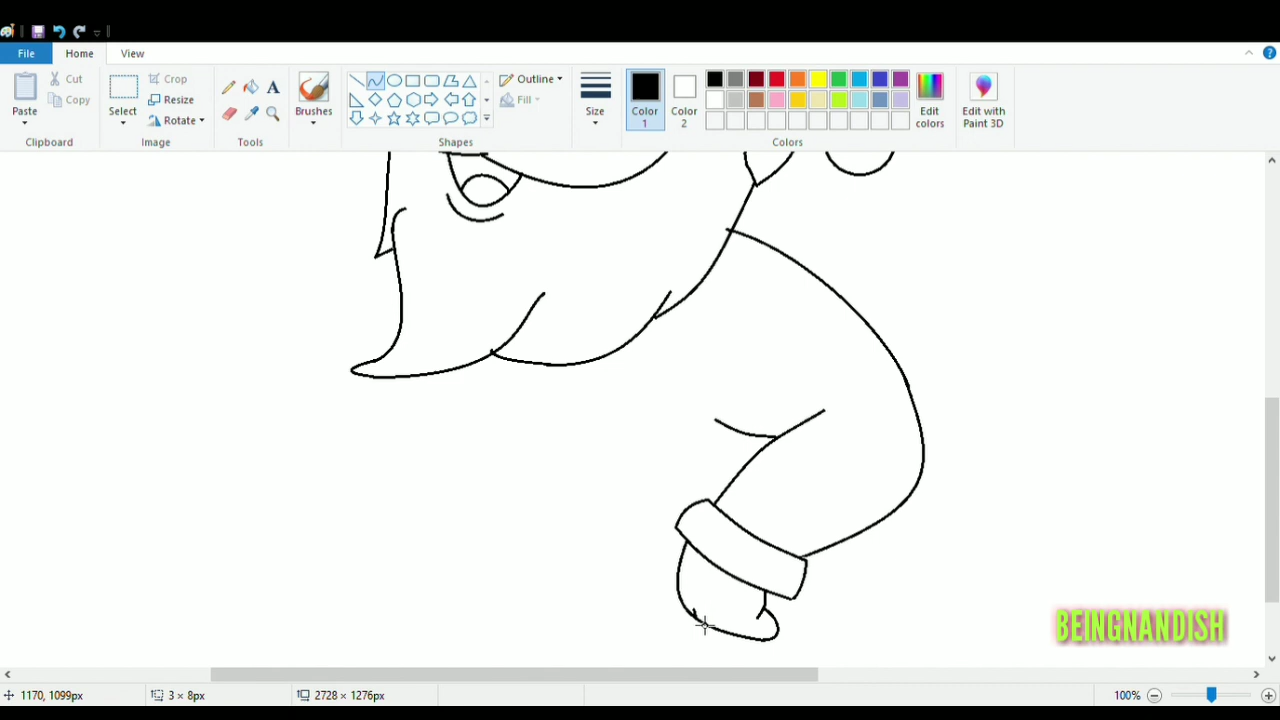 File
Home
View
Paste
Cut
Copy
Clipboard
Select
Crop
Resize
Rotate
Image
Tools
Brushes
Shapes
Outline
Fill
Size
Color 1
Color 2
Colors
Edit colors
Edit with Paint 3D
BEINGNANDISH
1170, 1099px
3 × 8px
2728 × 1276px
100%